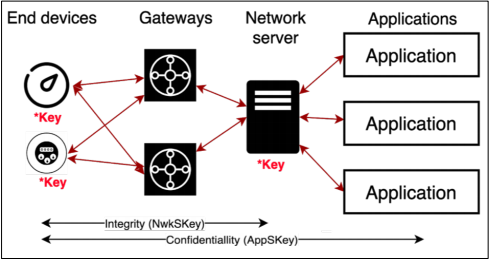 End devices
Gateways
Network
server
Applications
Application
*Key
Application
*Key
*Key
Application
Integrity (NwkSKey)
Confidentiallity (AppSKey)